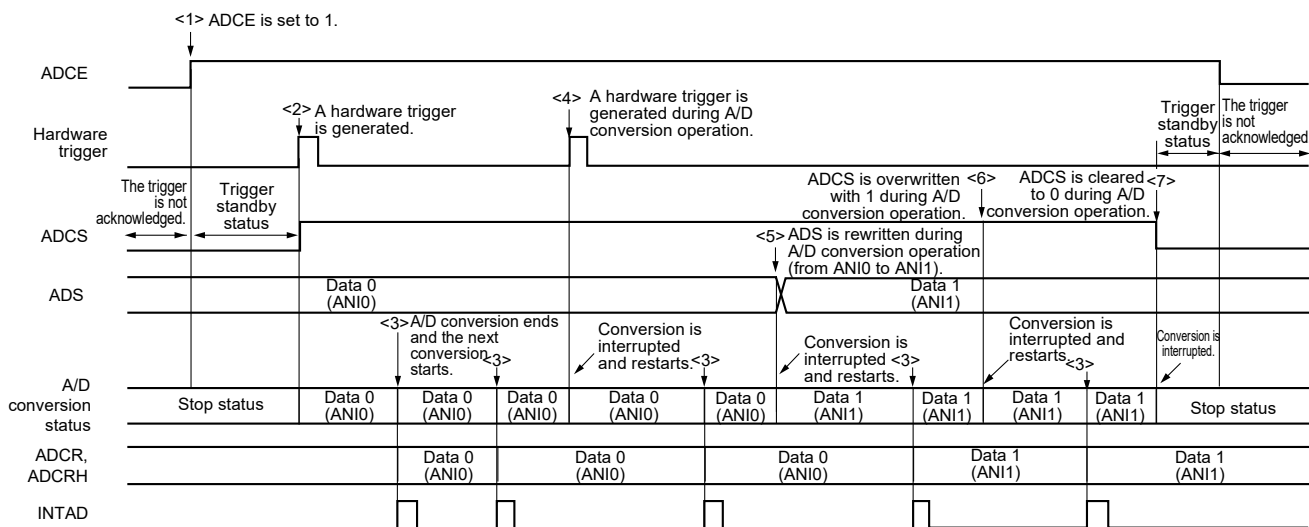 <1> ADCE is set to 1.
ADCE
<2> A hardware trigger
is generated.
<4> A hardware trigger is
generated during A/D
conversion operation.
Trigger
standby
status
The trigger
is not
acknowledged.
Hardware
trigger
The trigger
is not
acknowledged.
Trigger
standby
status
ADCS is overwritten <6>
with 1 during A/D
conversion operation.
ADCS is cleared <7>
to 0 during A/D
conversion operation.
ADCS
<5> ADS is rewritten during
A/D conversion operation
(from ANI0 to ANI1).
ADS
Data 0
(ANI0)
Data 1
(ANI1)
<3> A/D conversion ends
and the next
conversion
starts.
<3>
Conversion is
interrupted
and restarts.
<3>
Conversion is
interrupted <3>
and restarts.
Conversion is
interrupted and
restarts.
<3>
Conversion is
interrupted.
A/D
conversion
status
Stop status
Data 0
(ANI0)
Data 0
(ANI0)
Data 0
(ANI0)
Data 0
(ANI0)
Data 0
(ANI0)
Data 1
(ANI1)
Data 1
(ANI1)
Data 1
(ANI1)
Data 1
(ANI1)
Stop status
ADCR,
ADCRH
Data 0
(ANI0)
Data 0
(ANI0)
Data 0
(ANI0)
Data 1
(ANI1)
Data 1
(ANI1)
INTAD